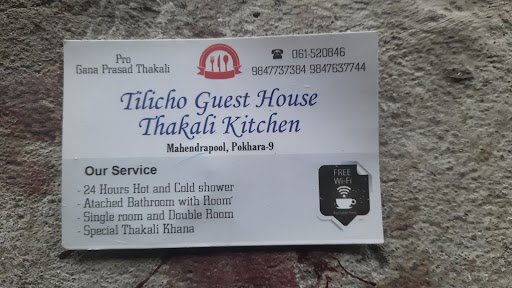 Pro
Gana Prasad Thakali
061-520846
9847737384 9847637744
Tilicho Guest House
Thakali Kitchen
Mahendrapool, Pokhara-9
Our Service
- 24 Hours Hot and Cold shower
- Atached Bathroom with Room
- Single room and Double Room
- Special Thakali Khana
FREE
Wi-Fi